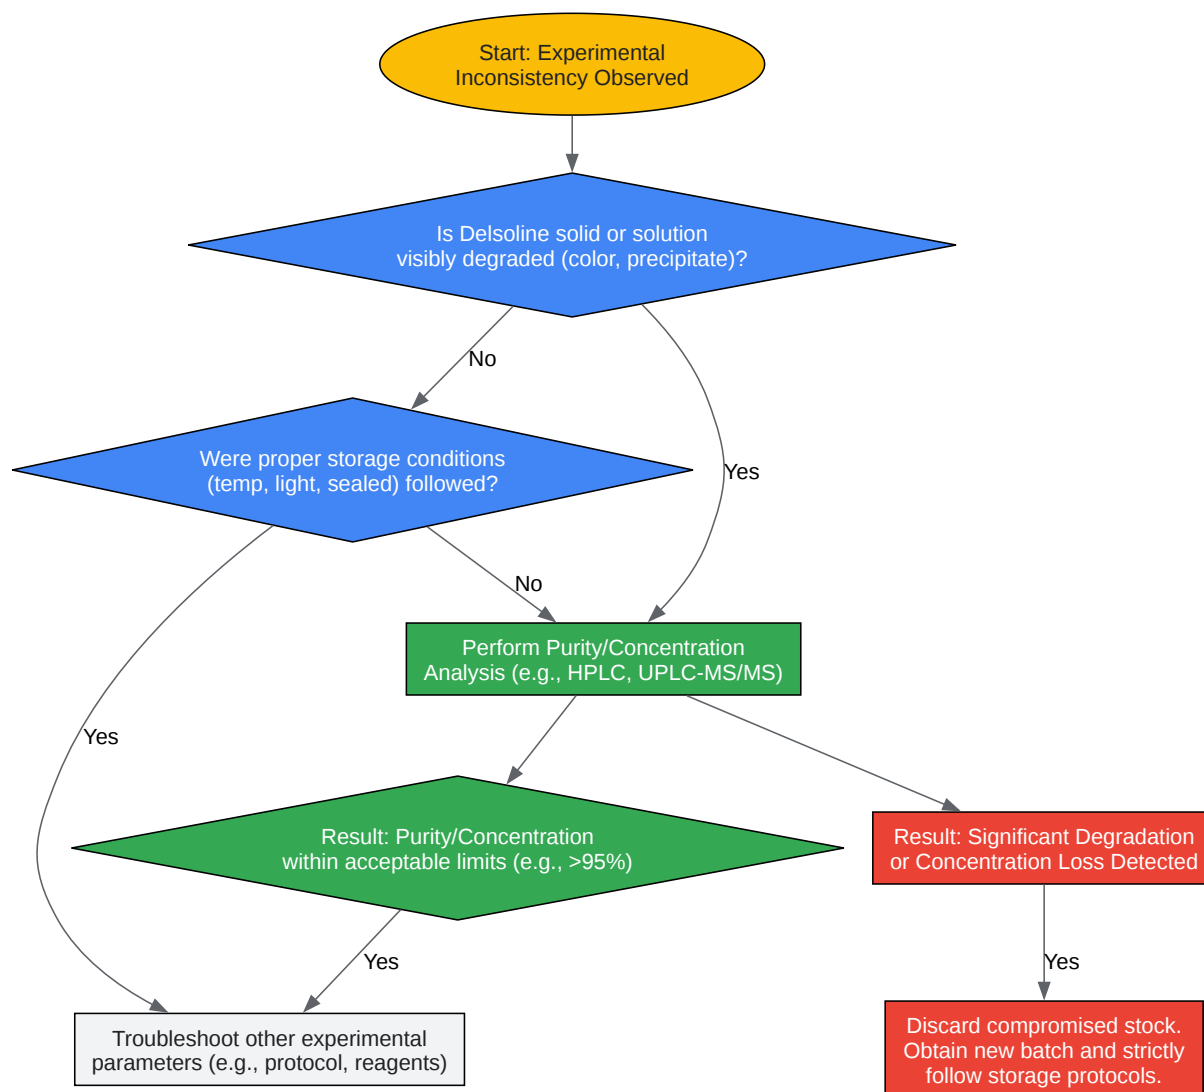 Start: Experimental
Inconsistency Observed
Is Delsoline solid or solution
visibly degraded (color, precipitate)?
No
Yes
Were proper storage conditions
(temp, light, sealed) followed?
No
Yes
Perform Purity/Concentration
Analysis (e.g., HPLC, UPLC-MS/MS)
Result: Purity/Concentration
within acceptable limits (e.g., >95%)
Result: Significant Degradation
or Concentration Loss Detected
Yes
Yes
Troubleshoot other experimental
parameters (e.g., protocol, reagents)
Discard compromised stock.
Obtain new batch and strictly
follow storage protocols.